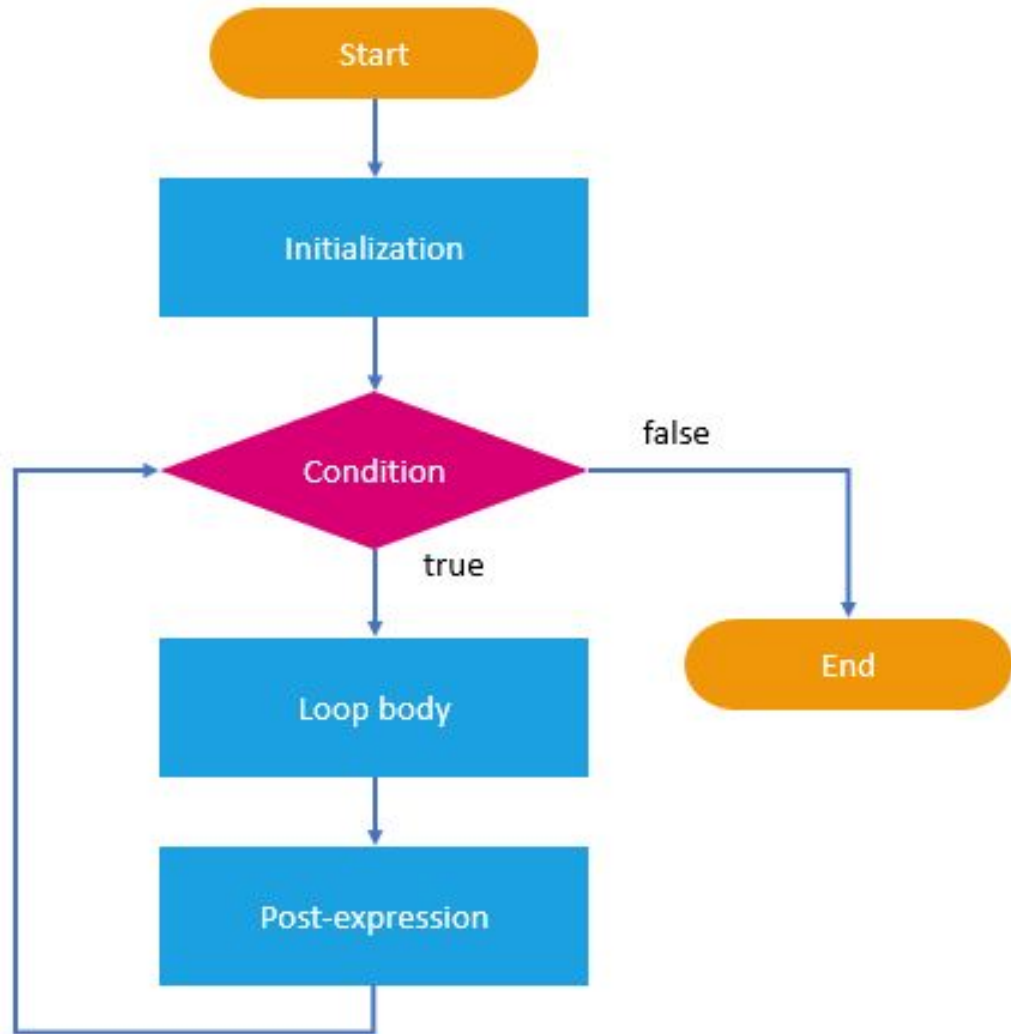 Start
Initialization
Condition
false
true
Loop body
End
Post-expression